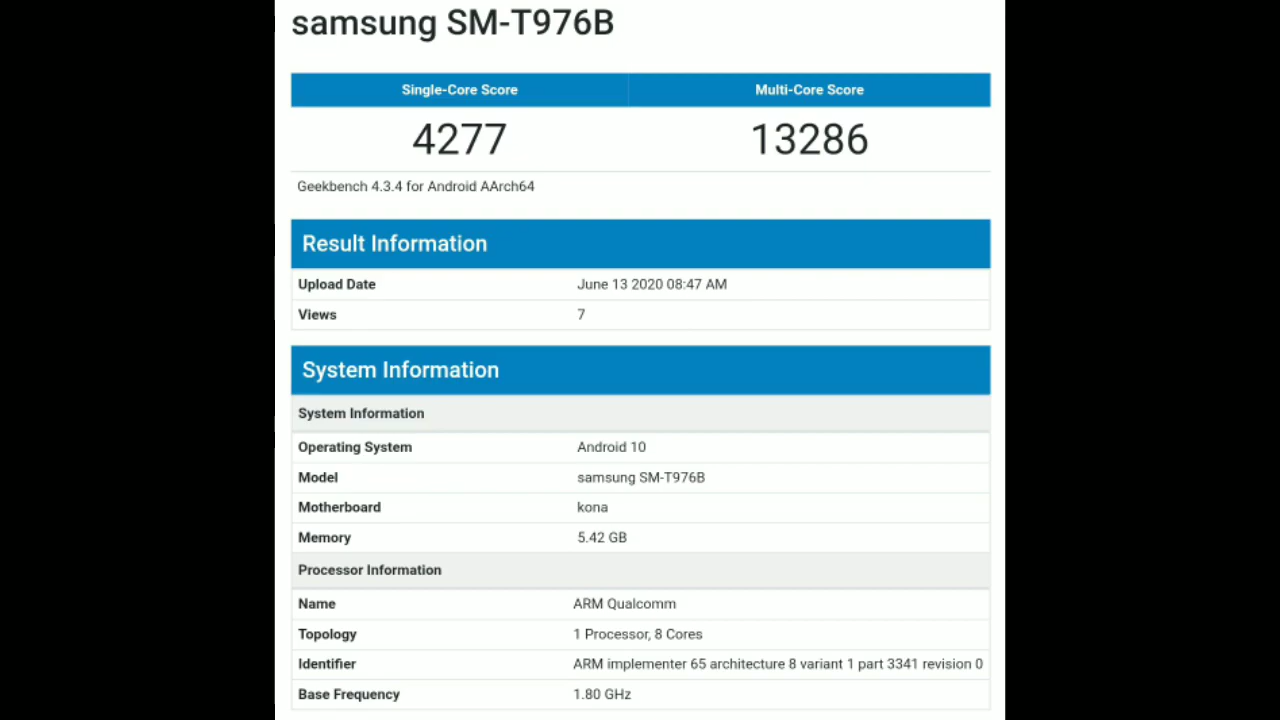 samsung SM-T976B
Single-Core Score Multi-Core Score
4277 13286
Geekbench 4.3.4 for Android AArch64
Result Information
Upload Date June 13 2020 08:47 AM
Views 7
System Information
System Information
Operating System Android 10
Model samsung SM-T976B
Motherboard kona
Memory 5.42 GB
Processor Information
Name ARM Qualcomm
Topology 1 Processor, 8 Cores
Identifier ARM implementer 65 architecture 8 variant 1 part 3341 revision 0
Base Frequency 1.80 GHz